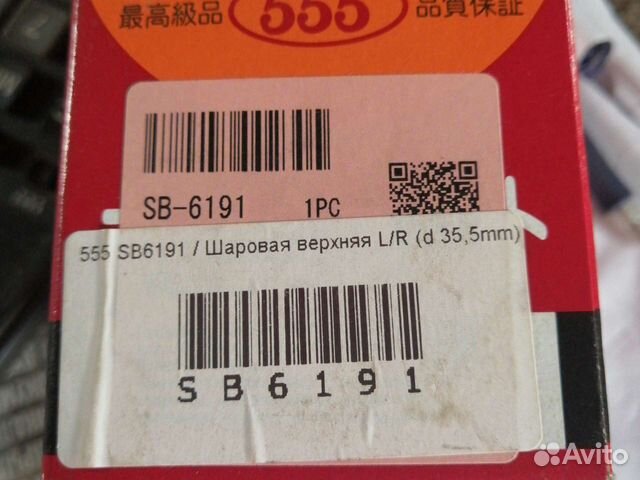 最高級品 555 品質保証
SB-6191 1PC
555 SB6191 / Шаровая верхняя L/R (d 35,5mm)
SB6191
Avito